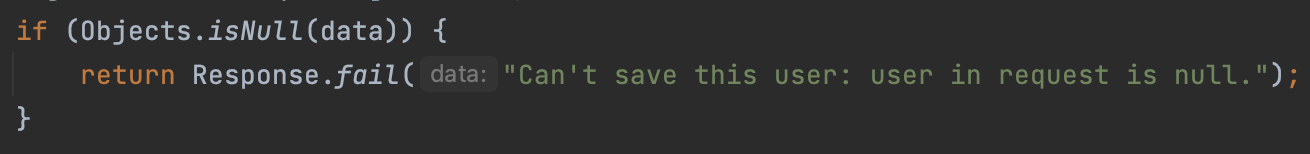 if (Objects.isNull(data)) {
    return Response.fail( data: "Can't save this user: user in request is null.");
}